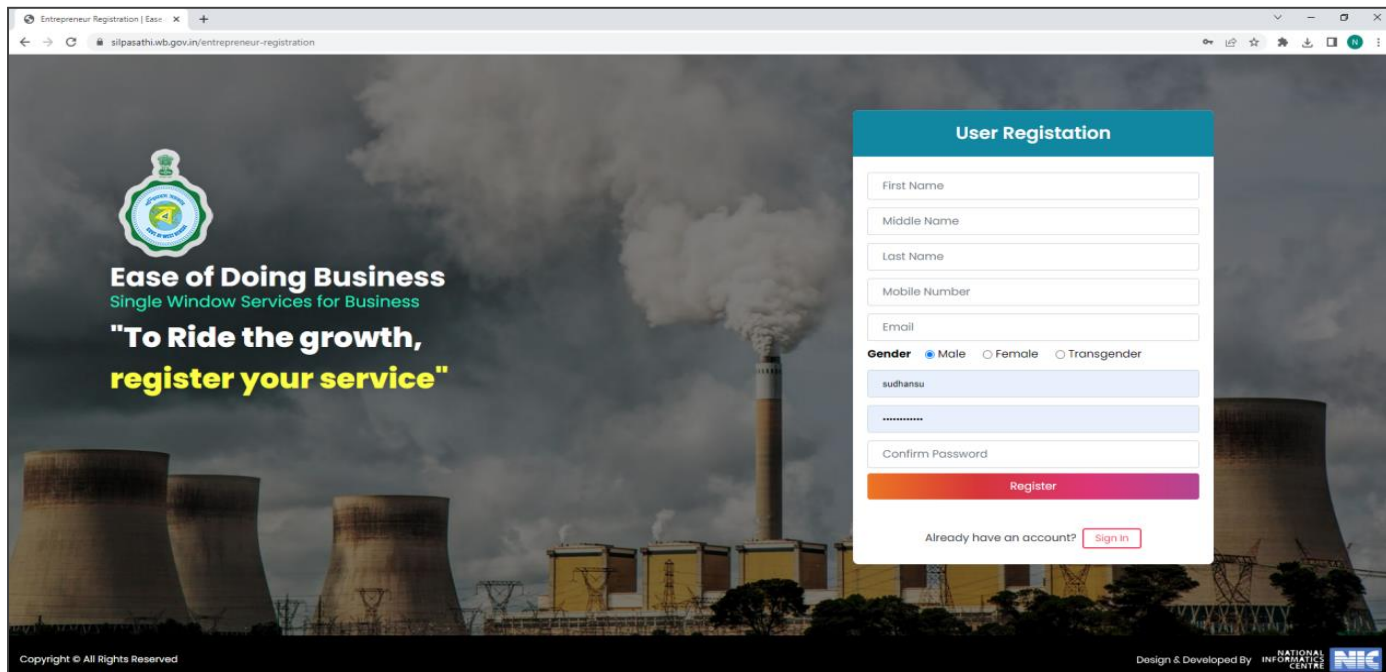 Entrepreneur Registration | Ease
silpasathi.wb.gov.in/entrepreneur-registration
N
Ease of Doing Business
Single Window Services for Business
"To Ride the growth,
register your service"
User Registation
First Name
Middle Name
Last Name
Mobile Number
Email
Gender Male Female Transgender
sudhansu
••••••••••••
Confirm Password
Register
Already have an account? Sign In
Copyright © All Rights Reserved
Design & Developed By NATIONAL INFORMATICS CENTRE NIC